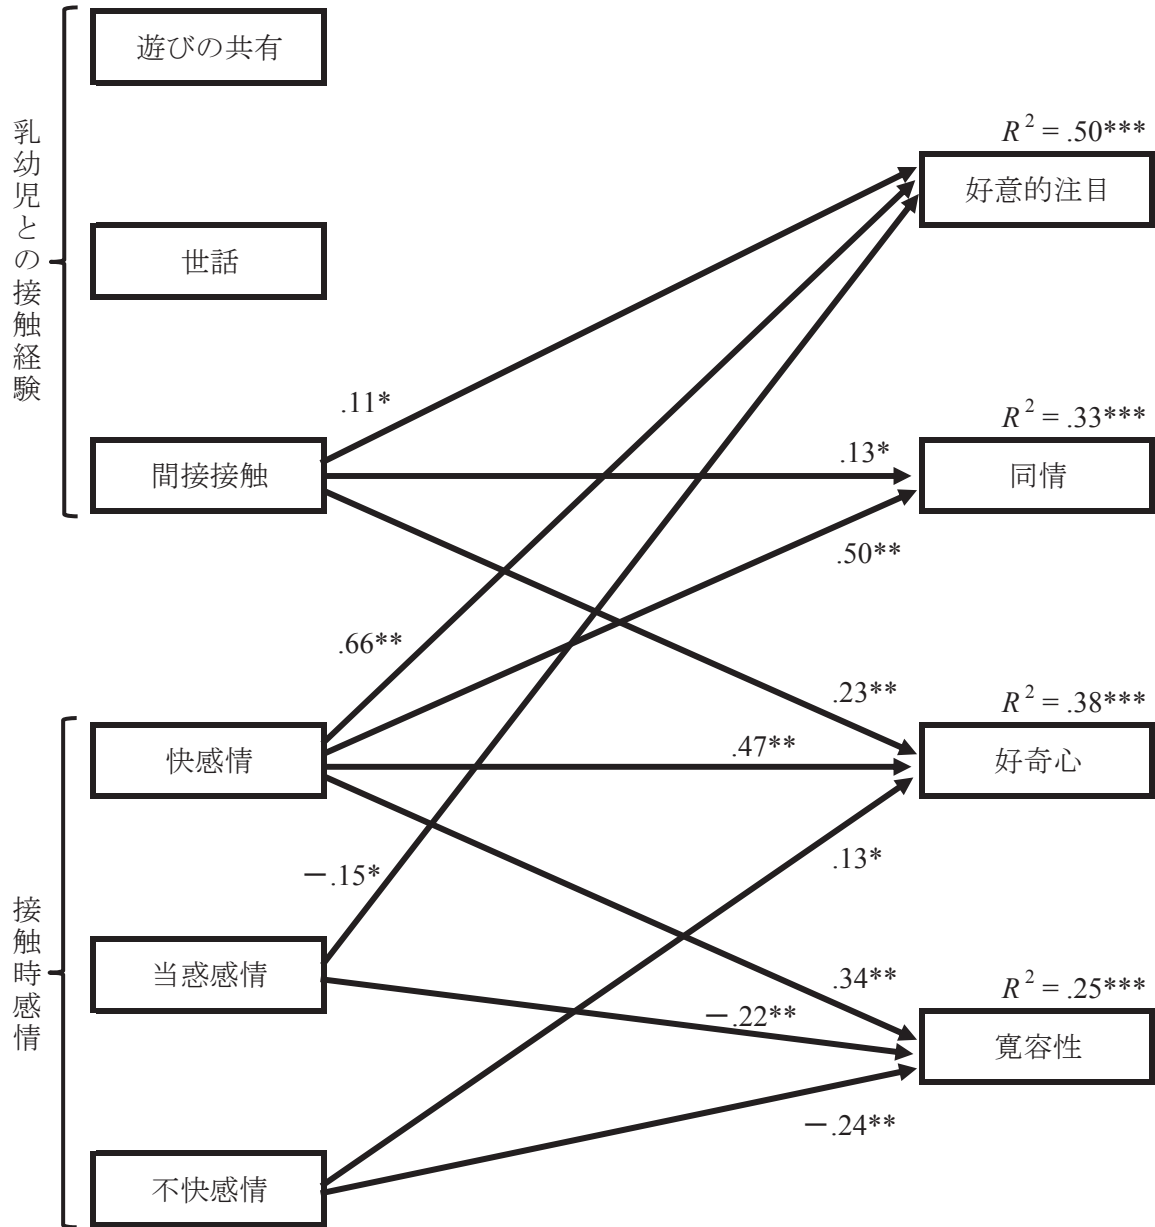 乳幼児との接触経験
遊びの共有
世話
間接接触
接触時感情
快感情
当惑感情
不快感情
.11*
.13*
.50**
.66**
.23**
.47**
.13*
－.15*
.34**
－.22**
－.24**
R² = .50***
好意的注目
R² = .33***
同情
R² = .38***
好奇心
R² = .25***
寛容性